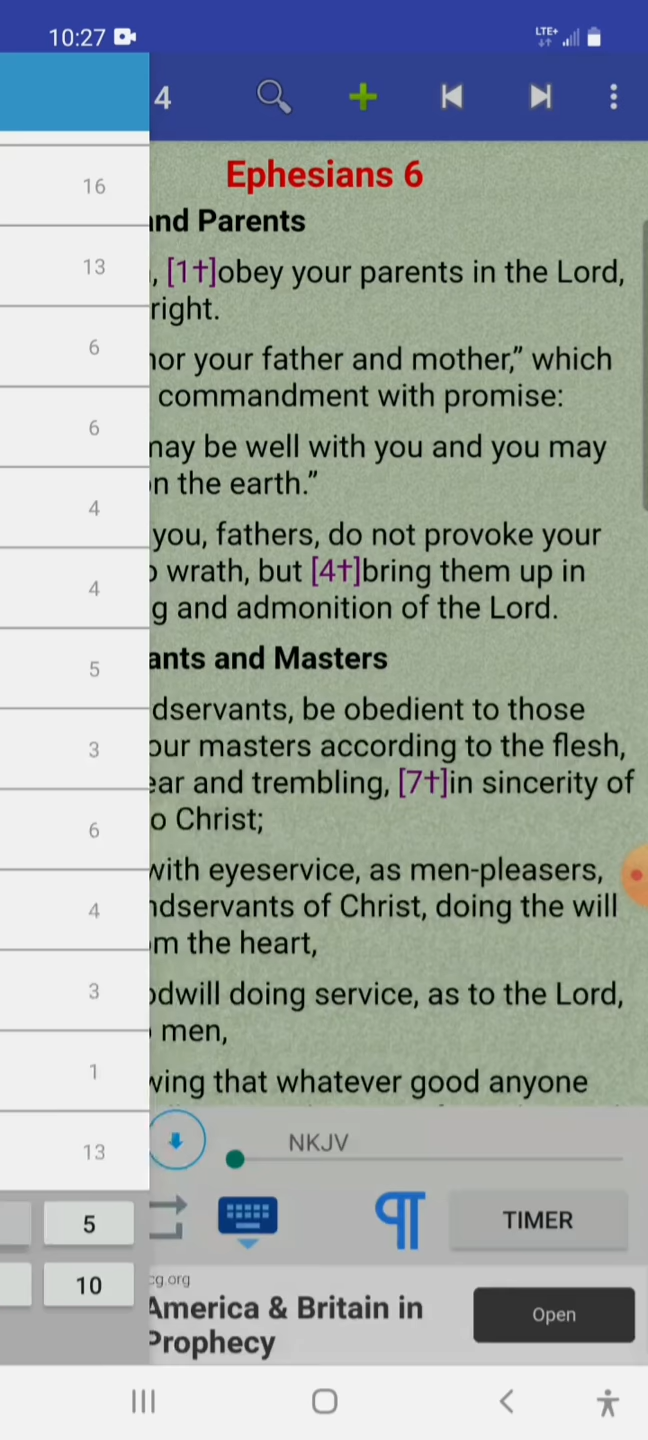 10:27
LTE+
4
16
13
6
6
4
4
5
3
6
4
3
1
13
5
10
Ephesians 6
and Parents
, [1†]obey your parents in the Lord,
right.
nor your father and mother,” which
commandment with promise:
may be well with you and you may
on the earth.”
you, fathers, do not provoke your
o wrath, but [4†]bring them up in
g and admonition of the Lord.
ants and Masters
dservants, be obedient to those
our masters according to the flesh,
ear and trembling, [7†]in sincerity of
o Christ;
with eyeservice, as men-pleasers,
ndservants of Christ, doing the will
om the heart,
odwill doing service, as to the Lord,
men,
wing that whatever good anyone
NKJV
TIMER
cg.org
America & Britain in
Prophecy
Open